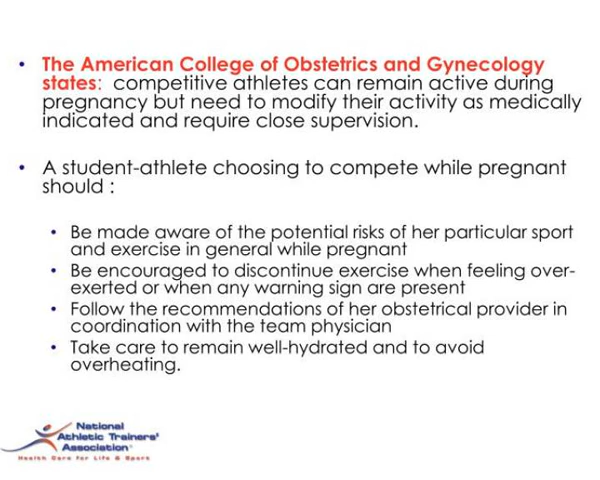 • The American College of Obstetrics and Gynecology
states: competitive athletes can remain active during
pregnancy but need to modify their activity as medically
indicated and require close supervision.
• A student-athlete choosing to compete while pregnant
should :
• Be made aware of the potential risks of her particular sport
and exercise in general while pregnant
• Be encouraged to discontinue exercise when feeling over-
exerted or when any warning sign are present
• Follow the recommendations of her obstetrical provider in
coordination with the team physician
• Take care to remain well-hydrated and to avoid
overheating.
National
Athletic Trainers'
Association
Health Care for Life & Sport